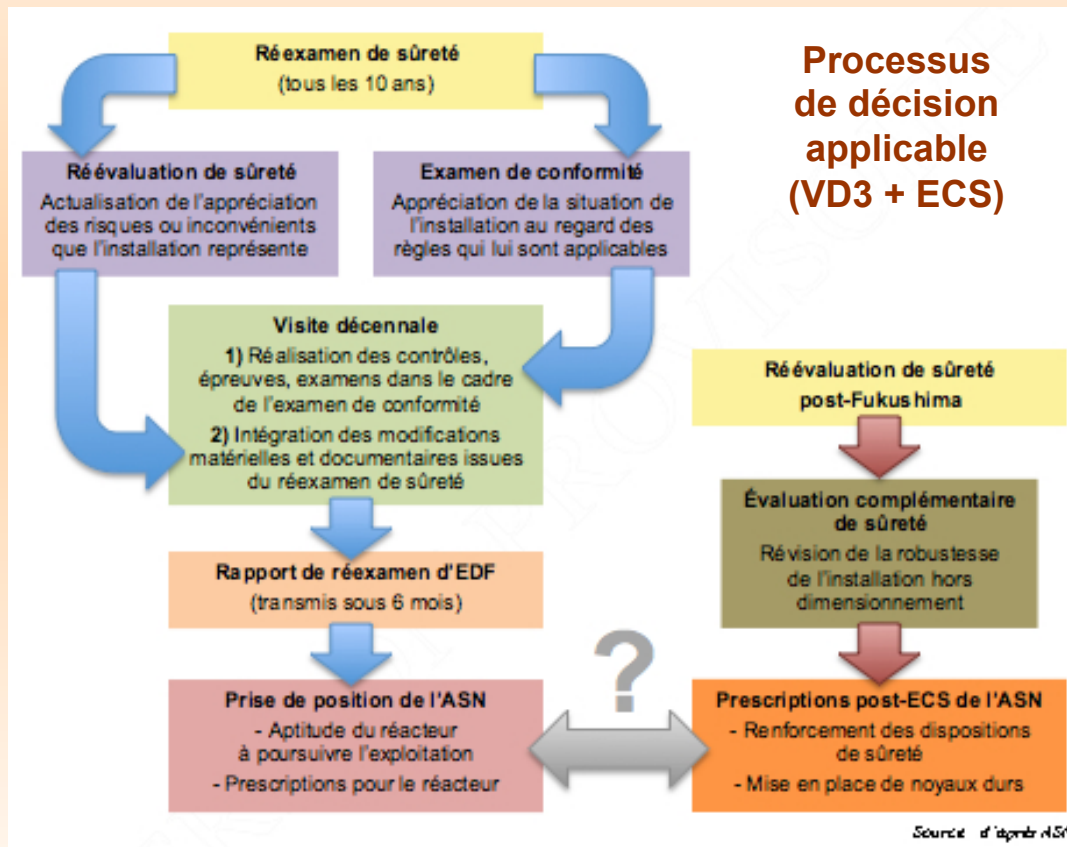 Processus
de décision
applicable
(VD3 + ECS)
Réexamen de sûreté
(tous les 10 ans)
Réévaluation de sûreté
Actualisation de l'appréciation
des risques ou inconvénients
que l'installation représente
Examen de conformité
Appréciation de la situation de
l'installation au regard des
règles qui lui sont applicables
Visite décennale
1) Réalisation des contrôles,
épreuves, examens dans le cadre
de l'examen de conformité
2) Intégration des modifications
matérielles et documentaires issues
du réexamen de sûreté
Rapport de réexamen d'EDF
(transmis sous 6 mois)
Prise de position de l'ASN
- Aptitude du réacteur
à poursuivre l'exploitation
- Prescriptions pour le réacteur
?
Réévaluation de sûreté
post-Fukushima
Évaluation complémentaire
de sûreté
Révision de la robustesse
de l'installation hors
dimensionnement
Prescriptions post-ECS de l'ASN
- Renforcement des dispositions
de sûreté
- Mise en place de noyaux durs
Source d'après ASN